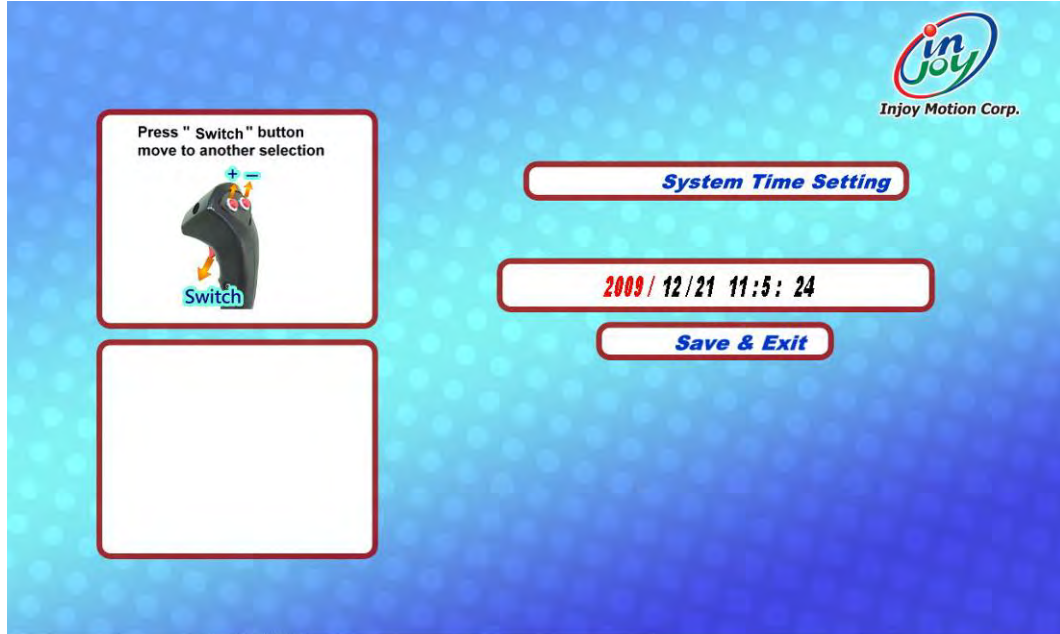 in
joy
Injoy Motion Corp.
Press " Switch " button
move to another selection
+ −
Switch
System Time Setting
2009/ 12/21 11:5: 24
Save & Exit